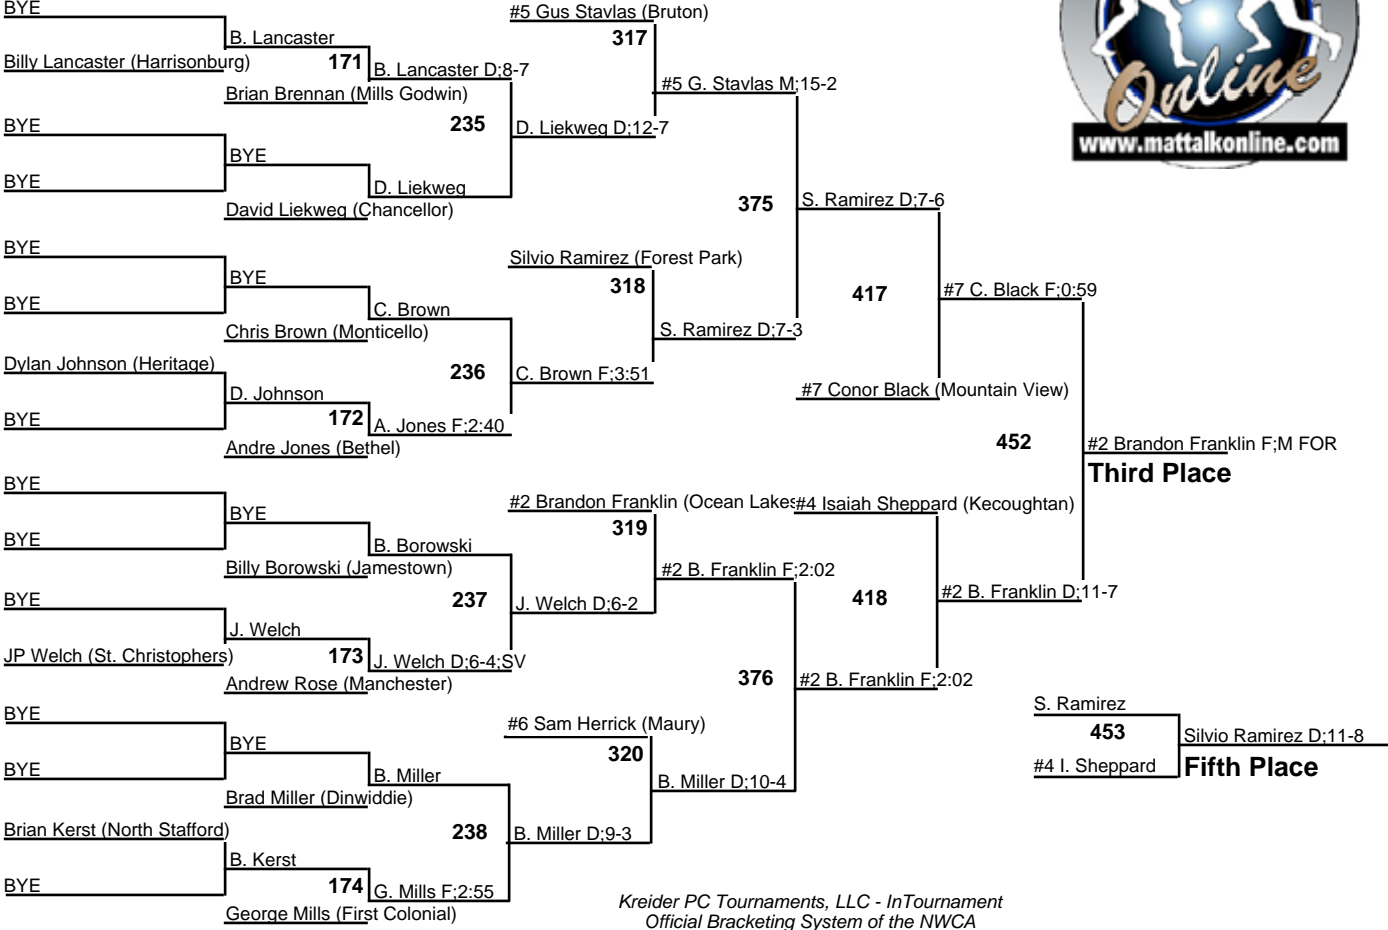 BYE
#5 Gus Stavlas (Bruton)
B. Lancaster
317
Billy Lancaster (Harrisonburg)
171
B. Lancaster D;8-7
Online
#5 G. Stavlas M;15-2
Brian Brennan (Mills Godwin)
BYE
235
D. Liekweg D;12-7
www.mattalkonline.com
BYE
BYE
D. Liekweg
375
S. Ramirez D;7-6
David Liekweg (Chancellor)
BYE
Silvio Ramirez (Forest Park)
BYE
318
417
#7 C. Black F;0:59
BYE
C. Brown
Chris Brown (Monticello)
S. Ramirez D;7-3
Dylan Johnson (Heritage)
236
C. Brown F;3:51
D. Johnson
#7 Conor Black (Mountain View)
BYE
172
A. Jones F;2:40
Andre Jones (Bethel)
452
#2 Brandon Franklin F;M FOR
Third Place
BYE
#2 Brandon Franklin (Ocean Lakes
#4 Isaiah Sheppard (Kecoughtan)
BYE
319
BYE
B. Borowski
Billy Borowski (Jamestown)
#2 B. Franklin F;2:02
BYE
237
J. Welch D;6-2
418
#2 B. Franklin D;11-7
J. Welch
JP Welch (St. Christophers)
173
J. Welch D;6-4;SV
Andrew Rose (Manchester)
376
#2 B. Franklin F;2:02
BYE
#6 Sam Herrick (Maury)
S. Ramirez
BYE
320
453
Silvio Ramirez D;11-8
BYE
B. Miller
B. Miller D;10-4
#4 I. Sheppard
Fifth Place
Brad Miller (Dinwiddie)
Brian Kerst (North Stafford)
238
B. Miller D;9-3
B. Kerst
BYE
174
G. Mills F;2:55
George Mills (First Colonial)
Kreider PC Tournaments, LLC - InTournament
Official Bracketing System of the NWCA